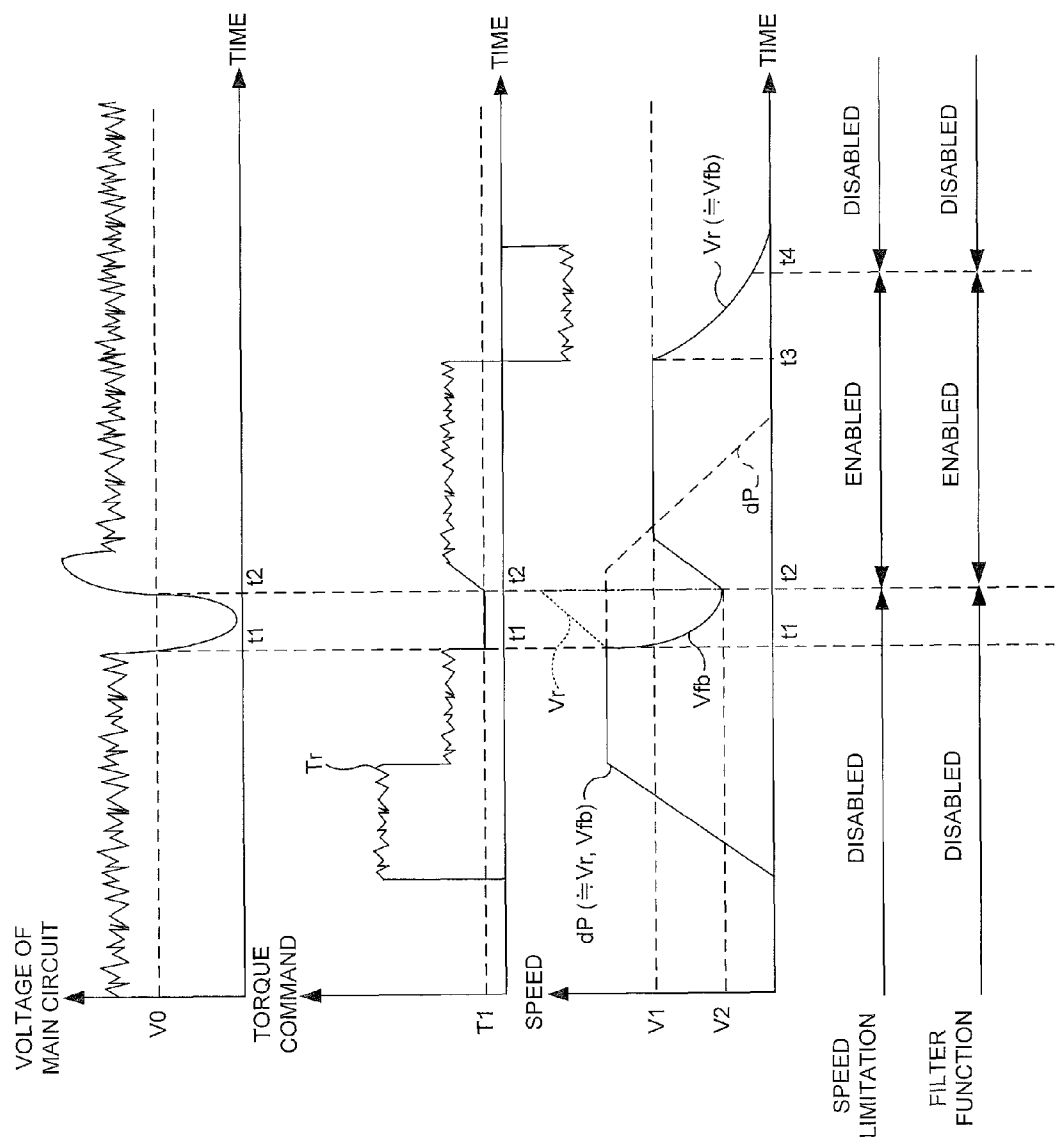 VOLTAGE OF
MAIN CIRCUIT
V0
t1
t2
TIME
TORQUE
COMMAND
Tr
T1
t1
t2
TIME
SPEED
Vr
dP (≒Vr, Vfb)
Vfb
dP
Vr (≒Vfb)
V1
V2
t1
t2
t3
t4
TIME
SPEED
LIMITATION
DISABLED
ENABLED
DISABLED
FILTER
FUNCTION
DISABLED
ENABLED
DISABLED